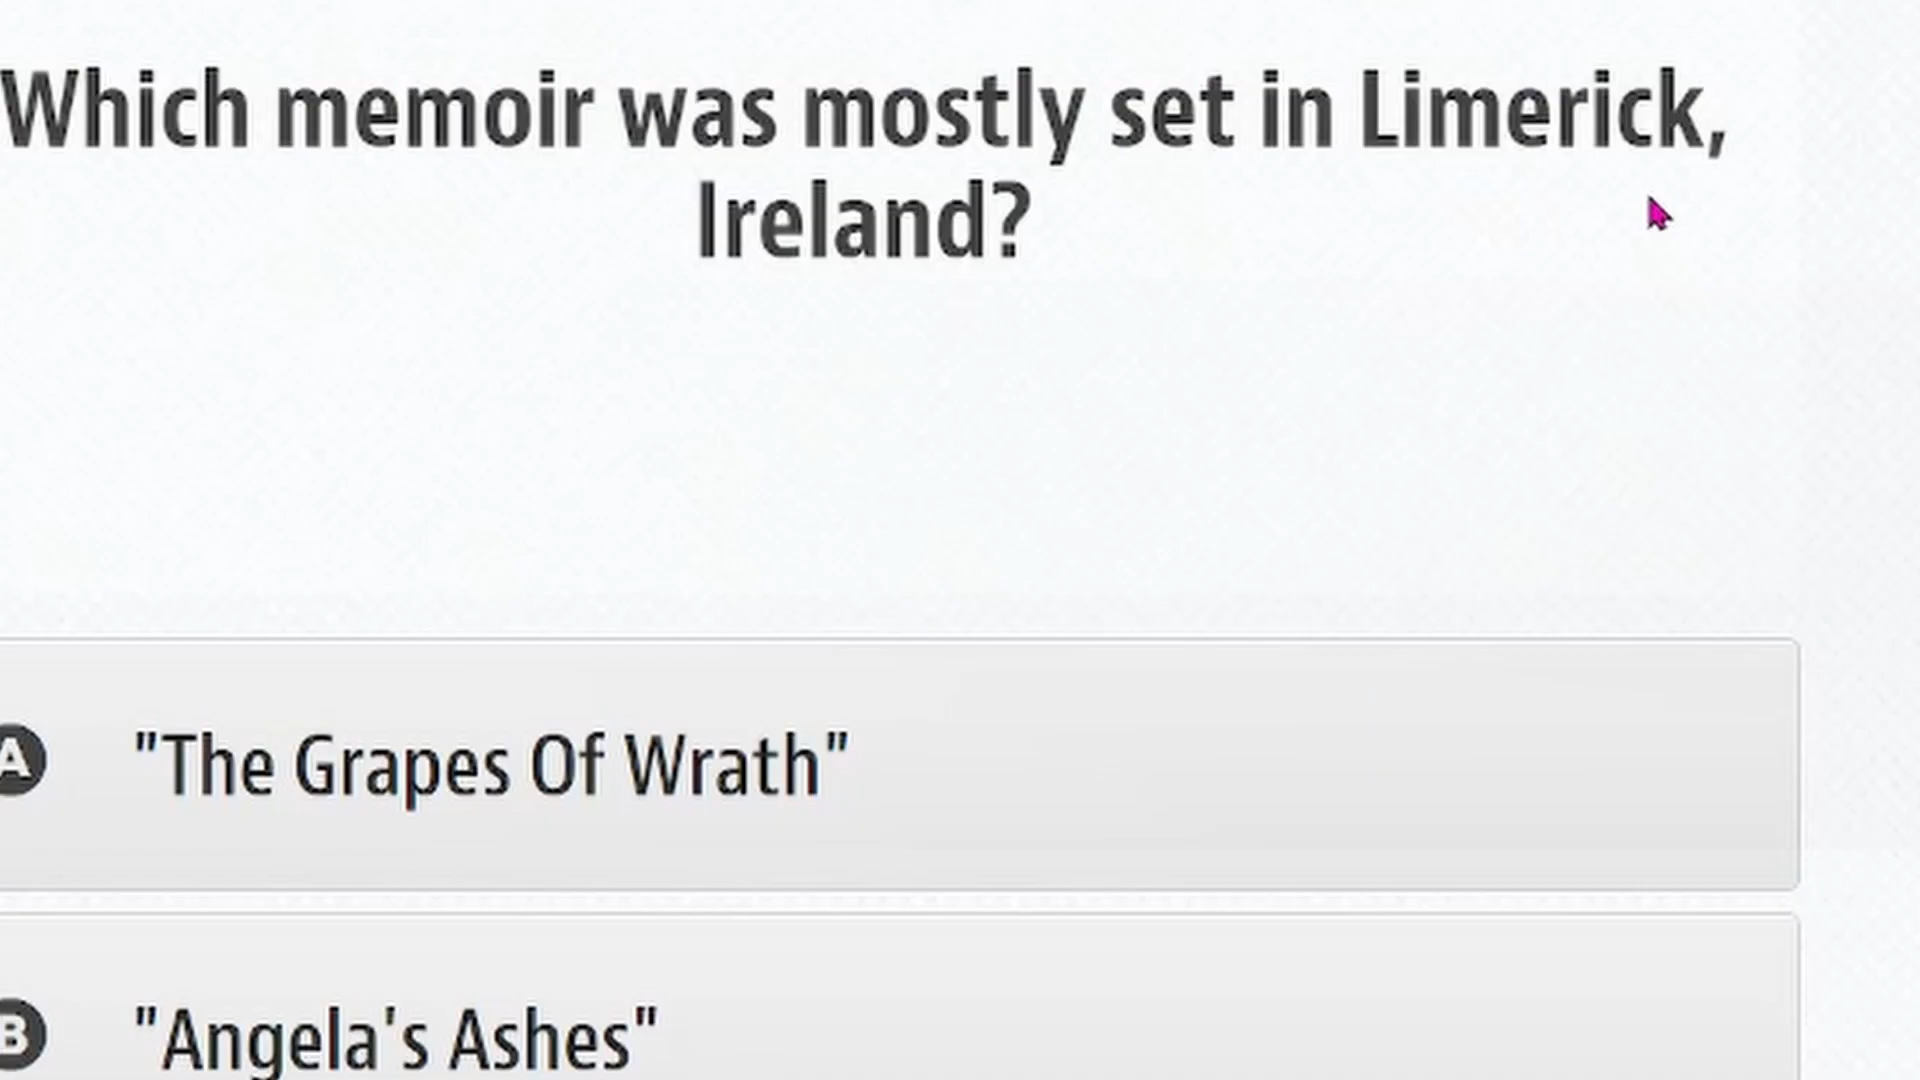 Which memoir was mostly set in Limerick,
Ireland?
A "The Grapes Of Wrath"
B "Angela's Ashes"